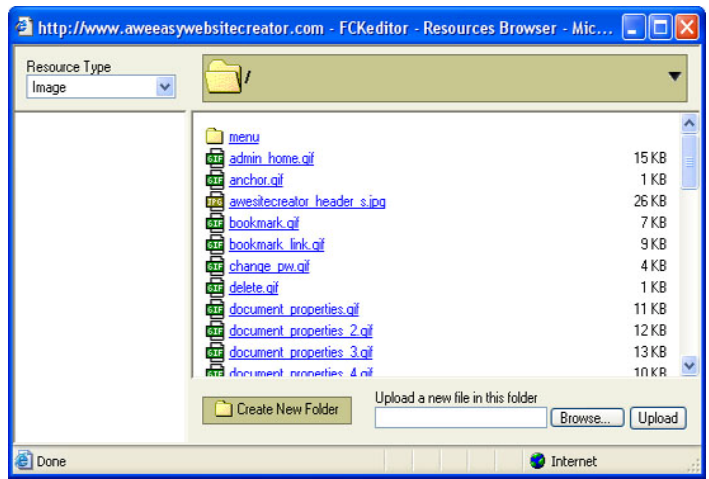 http://www.aweeasywebsitecreator.com - FCKeditor - Resources Browser - Mic...
Resource Type
Image
/
menu
admin_home.gif 15 KB
anchor.gif 1 KB
awesitecreator_header_s.jpg 26 KB
bookmark.gif 7 KB
bookmark_link.gif 9 KB
change_pw.gif 4 KB
delete.gif 1 KB
document_properties.gif 11 KB
document_properties_2.gif 12 KB
document_properties_3.gif 13 KB
document_properties_4.gif 10 KB
Create New Folder
Upload a new file in this folder
Browse... Upload
Done
Internet